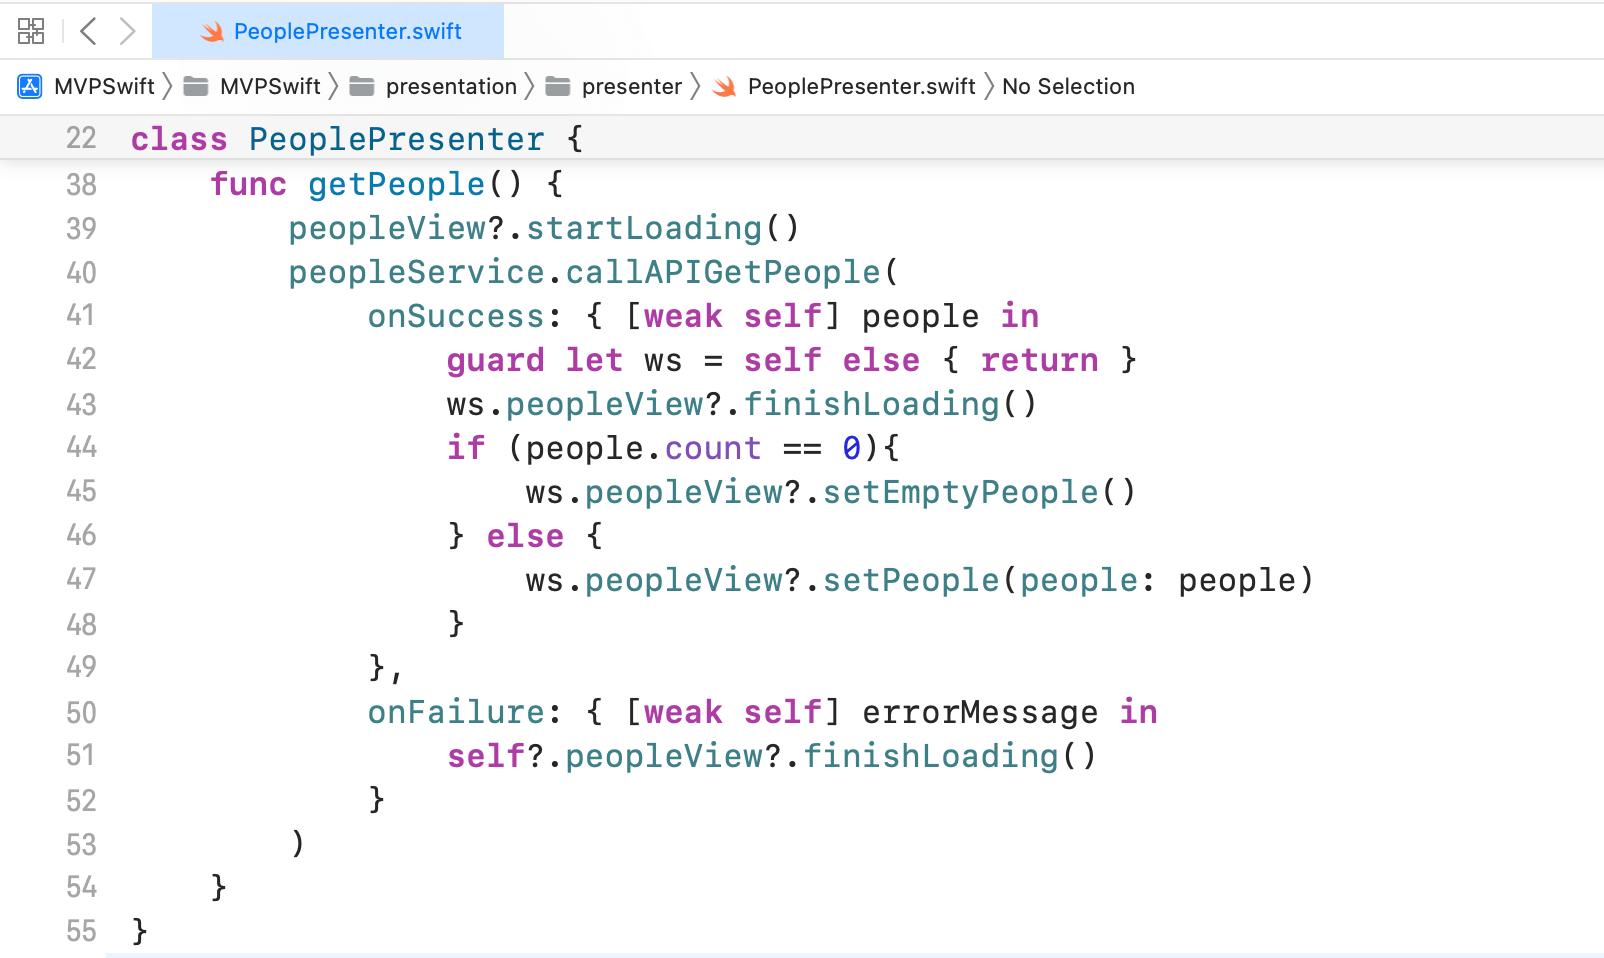 PeoplePresenter.swift
MVPSwift MVPSwift presentation presenter PeoplePresenter.swift No Selection
22 class PeoplePresenter {
38     func getPeople() {
39         peopleView?.startLoading()
40         peopleService.callAPIGetPeople(
41             onSuccess: { [weak self] people in
42                 guard let ws = self else { return }
43                 ws.peopleView?.finishLoading()
44                 if (people.count == 0){
45                     ws.peopleView?.setEmptyPeople()
46                 } else {
47                     ws.peopleView?.setPeople(people: people)
48                 }
49             },
50             onFailure: { [weak self] errorMessage in
51                 self?.peopleView?.finishLoading()
52             }
53         )
54     }
55 }